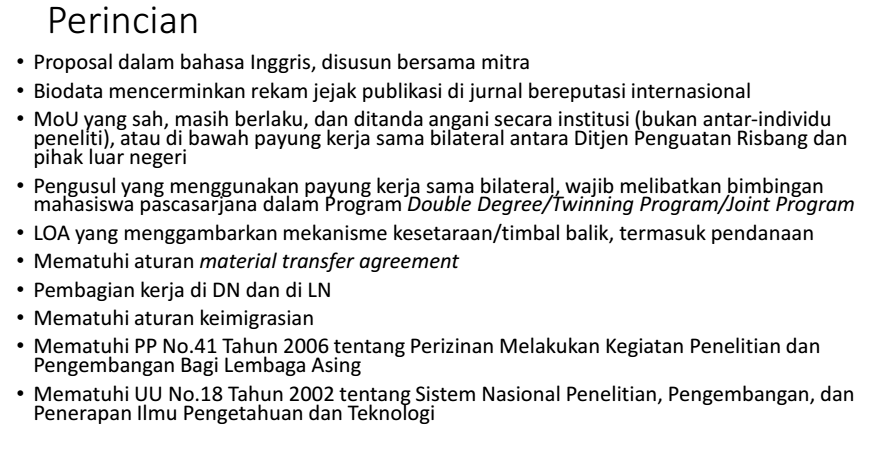 Perincian
• Proposal dalam bahasa Inggris, disusun bersama mitra
• Biodata mencerminkan rekam jejak publikasi di jurnal bereputasi internasional
• MoU yang sah, masih berlaku, dan ditanda angani secara institusi (bukan antar-individu
peneliti), atau di bawah payung kerja sama bilateral antara Ditjen Penguatan Risbang dan
pihak luar negeri
• Pengusul yang menggunakan payung kerja sama bilateral, wajib melibatkan bimbingan
mahasiswa pascasarjana dalam Program Double Degree/Twinning Program/Joint Program
• LOA yang menggambarkan mekanisme kesetaraan/timbal balik, termasuk pendanaan
• Mematuhi aturan material transfer agreement
• Pembagian kerja di DN dan di LN
• Mematuhi aturan keimigrasian
• Mematuhi PP No.41 Tahun 2006 tentang Perizinan Melakukan Kegiatan Penelitian dan
Pengembangan Bagi Lembaga Asing
• Mematuhi UU No.18 Tahun 2002 tentang Sistem Nasional Penelitian, Pengembangan, dan
Penerapan Ilmu Pengetahuan dan Teknologi